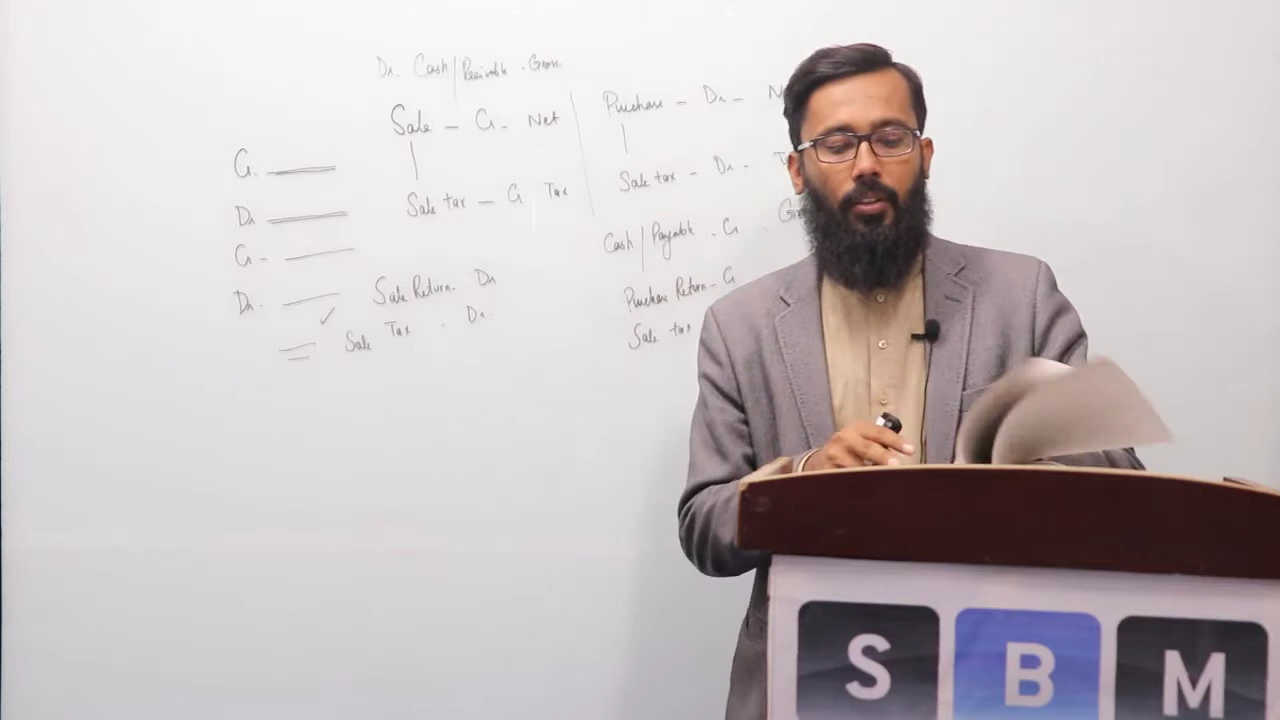 Dr. Cash/Receivable - Gross
Sale - Cr - Net
Sale tax - Cr Tax
Cr.
Dr
Cr -
Dr.
Sale Return - Dr
Sale Tax - Dr.
Purchase - Dr - N
Sale tax - Dr - T
Cash/Payable - Cr - Gro
Purchase Return - Cr
Sale tax
S B M